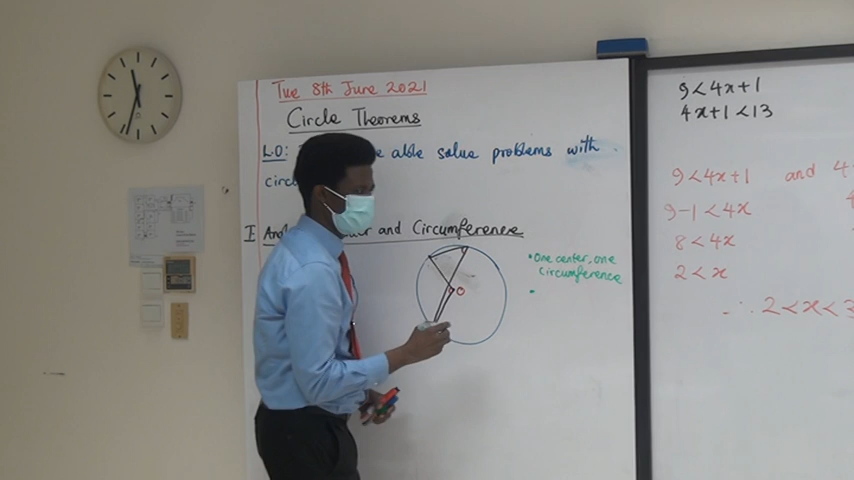 Tue 8th June 2021
Circle Theorems
L.O: able solve problems with
circ
I and Circumference
O
• One center, one
circumference
•
9<4x+1
4x+1<13
9<4x+1 and 4
9-1<4x
8<4x
2<x
∴ 2<x<3